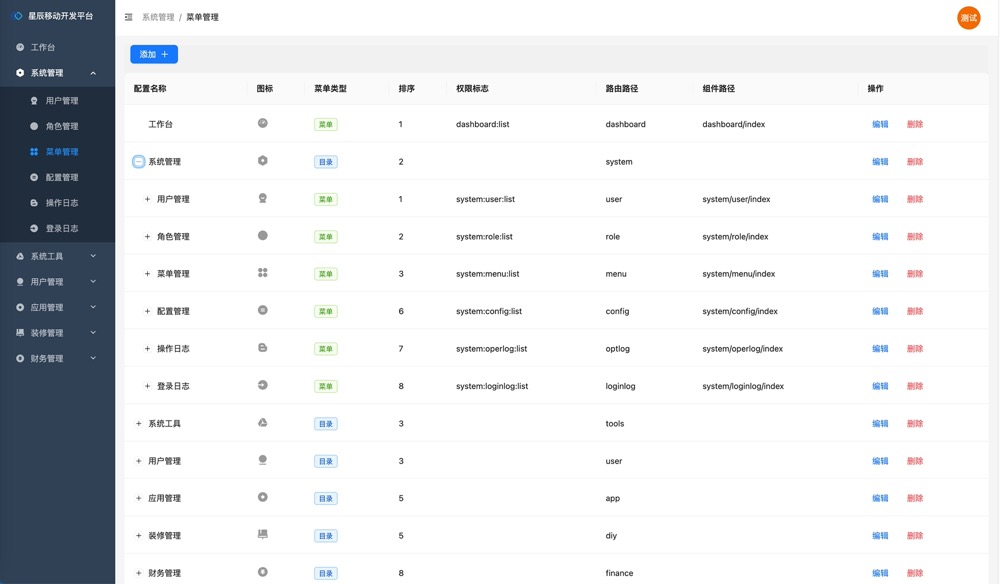 星辰移动开发平台
系统管理 / 菜单管理
测试
工作台
系统管理
用户管理
角色管理
菜单管理
配置管理
操作日志
登录日志
系统工具
用户管理
应用管理
装修管理
财务管理
添加 +
配置名称 图标 菜单类型 排序 权限标志 路由路径 组件路径 操作
工作台 菜单 1 dashboard:list dashboard dashboard/index 编辑 删除
系统管理 目录 2 system 编辑 删除
+ 用户管理 菜单 1 system:user:list user system/user/index 编辑 删除
+ 角色管理 菜单 2 system:role:list role system/role/index 编辑 删除
+ 菜单管理 菜单 3 system:menu:list menu system/menu/index 编辑 删除
+ 配置管理 菜单 6 system:config:list config system/config/index 编辑 删除
+ 操作日志 菜单 7 system:operlog:list optlog system/operlog/index 编辑 删除
+ 登录日志 菜单 8 system:loginlog:list loginlog system/loginlog/index 编辑 删除
+ 系统工具 目录 3 tools 编辑 删除
+ 用户管理 目录 3 user 编辑 删除
+ 应用管理 目录 5 app 编辑 删除
+ 装修管理 目录 5 diy 编辑 删除
+ 财务管理 目录 8 finance 编辑 删除